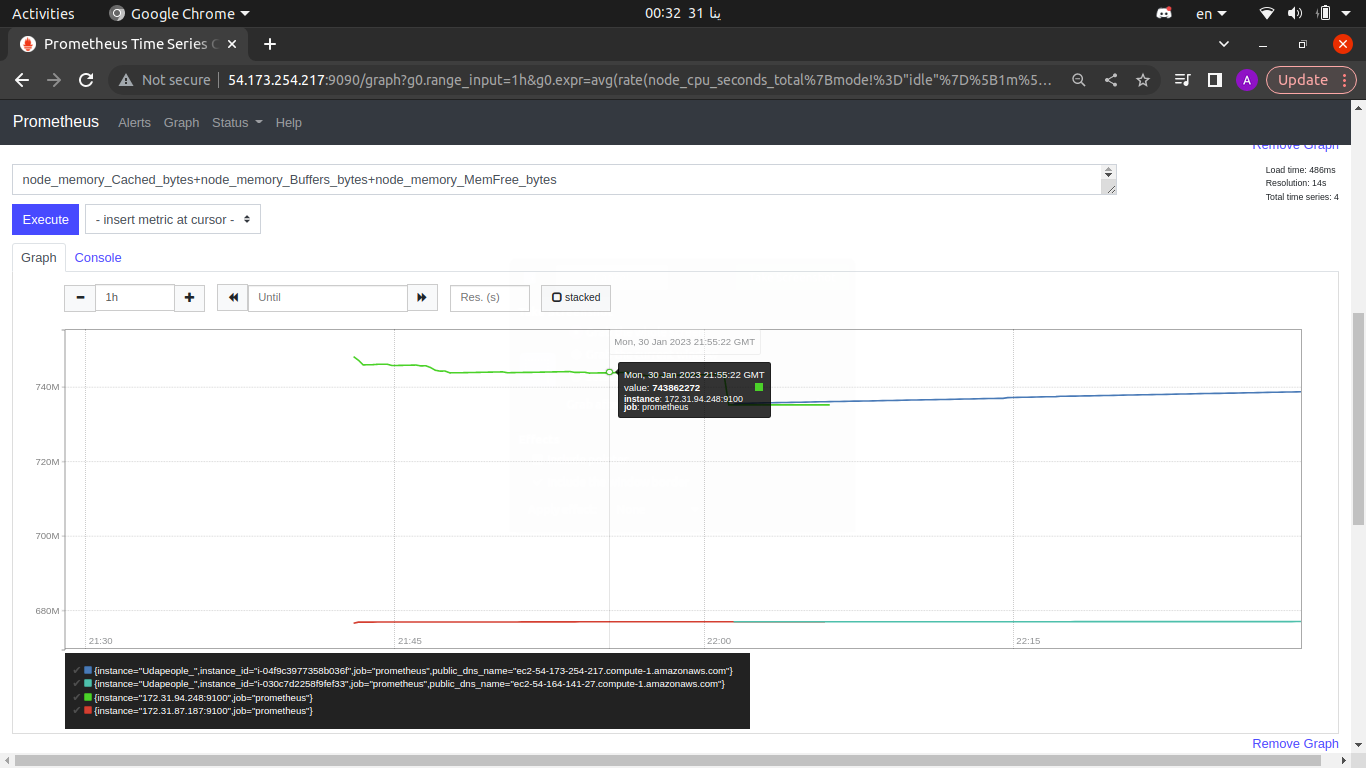 Activities
Google Chrome
00:32 31 ينا
en
Prometheus Time Series C
Not secure
54.173.254.217:9090/graph?g0.range_input=1h&g0.expr=avg(rate(node_cpu_seconds_total%7Bmode!%3D"idle"%7D%5B1m%5...
A
Update
Prometheus
Alerts
Graph
Status
Help
Remove Graph
node_memory_Cached_bytes+node_memory_Buffers_bytes+node_memory_MemFree_bytes
Load time: 486ms
Resolution: 14s
Total time series: 4
Execute
- insert metric at cursor -
Graph
Console
1h
Until
Res. (s)
stacked
Mon, 30 Jan 2023 21:55:22 GMT
Mon, 30 Jan 2023 21:55:22 GMT
value: 743862272
instance: 172.31.94.248:9100
job: prometheus
740M
720M
700M
680M
21:30
21:45
22:00
22:15
{instance="Udapeople_",instance_id="i-04f9c3977358b036f",job="prometheus",public_dns_name="ec2-54-173-254-217.compute-1.amazonaws.com"}
{instance="Udapeople_",instance_id="i-030c7d2258f9fef33",job="prometheus",public_dns_name="ec2-54-164-141-27.compute-1.amazonaws.com"}
{instance="172.31.94.248:9100",job="prometheus"}
{instance="172.31.87.187:9100",job="prometheus"}
Remove Graph